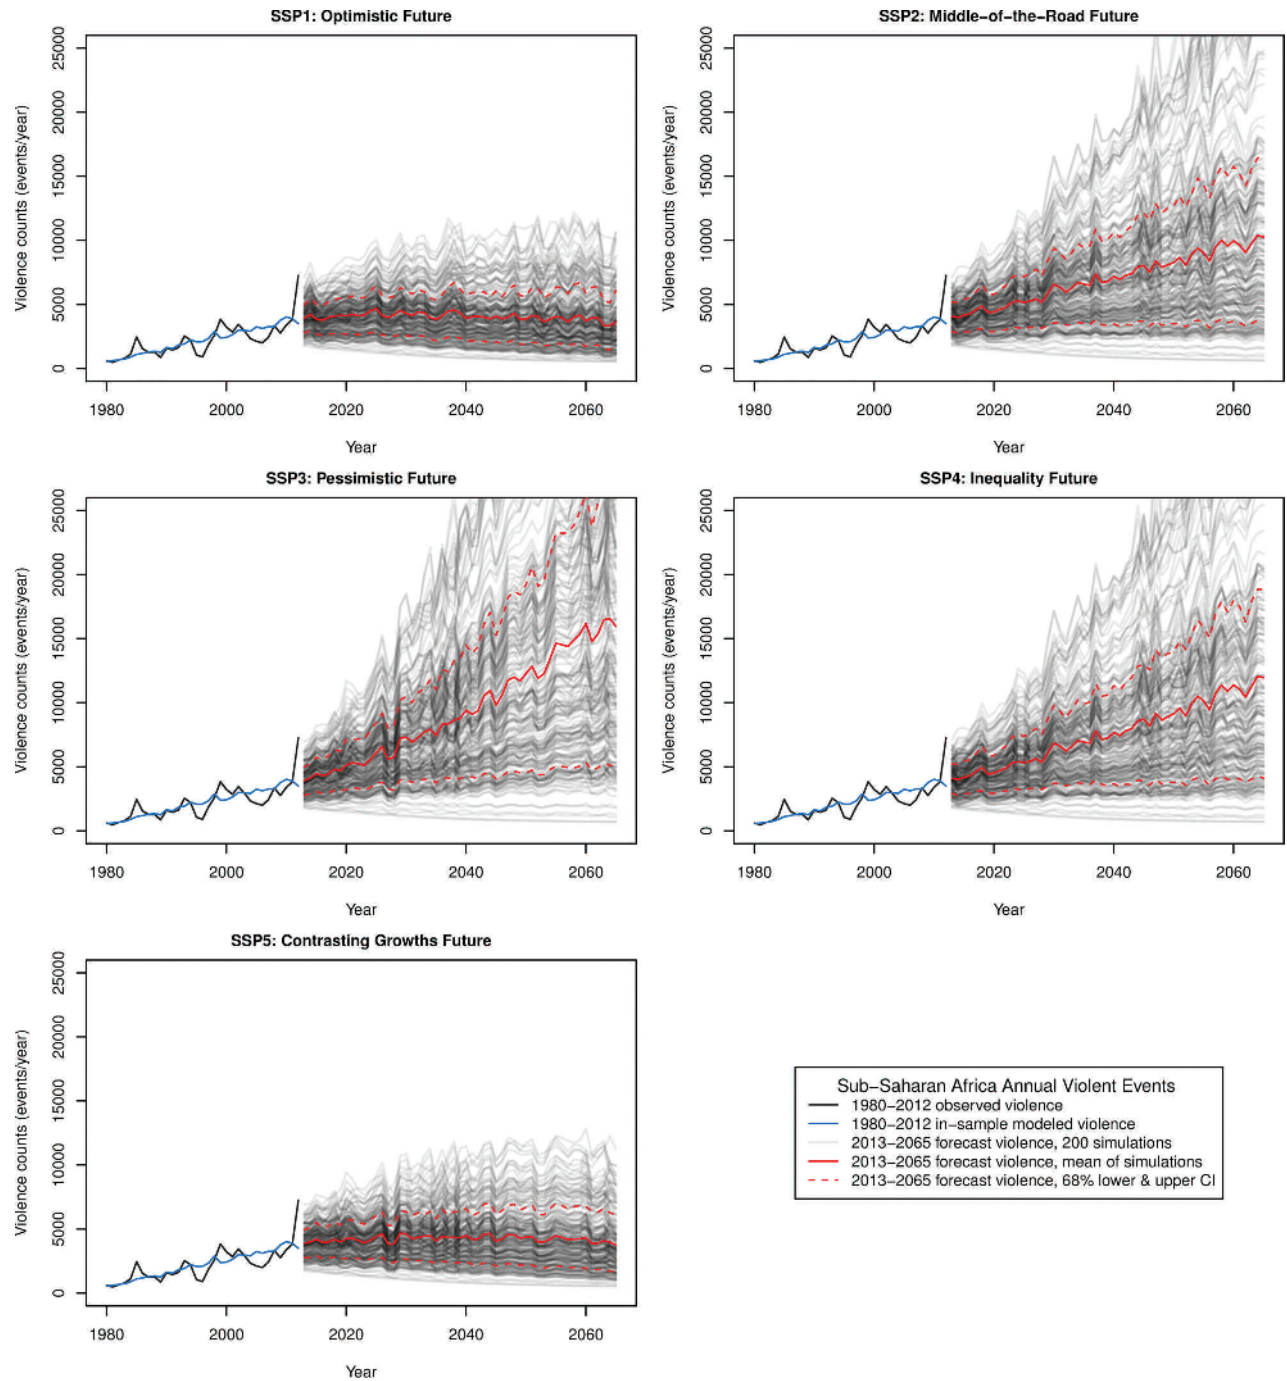 SSP1: Optimistic Future
Violence counts (events/year)
25000
20000
15000
10000
5000
0
1980 2000 2020 2040 2060
Year
SSP2: Middle-of-the-Road Future
Violence counts (events/year)
25000
20000
15000
10000
5000
0
1980 2000 2020 2040 2060
Year
SSP3: Pessimistic Future
Violence counts (events/year)
25000
20000
15000
10000
5000
0
1980 2000 2020 2040 2060
Year
SSP4: Inequality Future
Violence counts (events/year)
25000
20000
15000
10000
5000
0
1980 2000 2020 2040 2060
Year
SSP5: Contrasting Growths Future
Violence counts (events/year)
25000
20000
15000
10000
5000
0
1980 2000 2020 2040 2060
Year
Sub-Saharan Africa Annual Violent Events
1980-2012 observed violence
1980-2012 in-sample modeled violence
2013-2065 forecast violence, 200 simulations
2013-2065 forecast violence, mean of simulations
2013-2065 forecast violence, 68% lower & upper CI